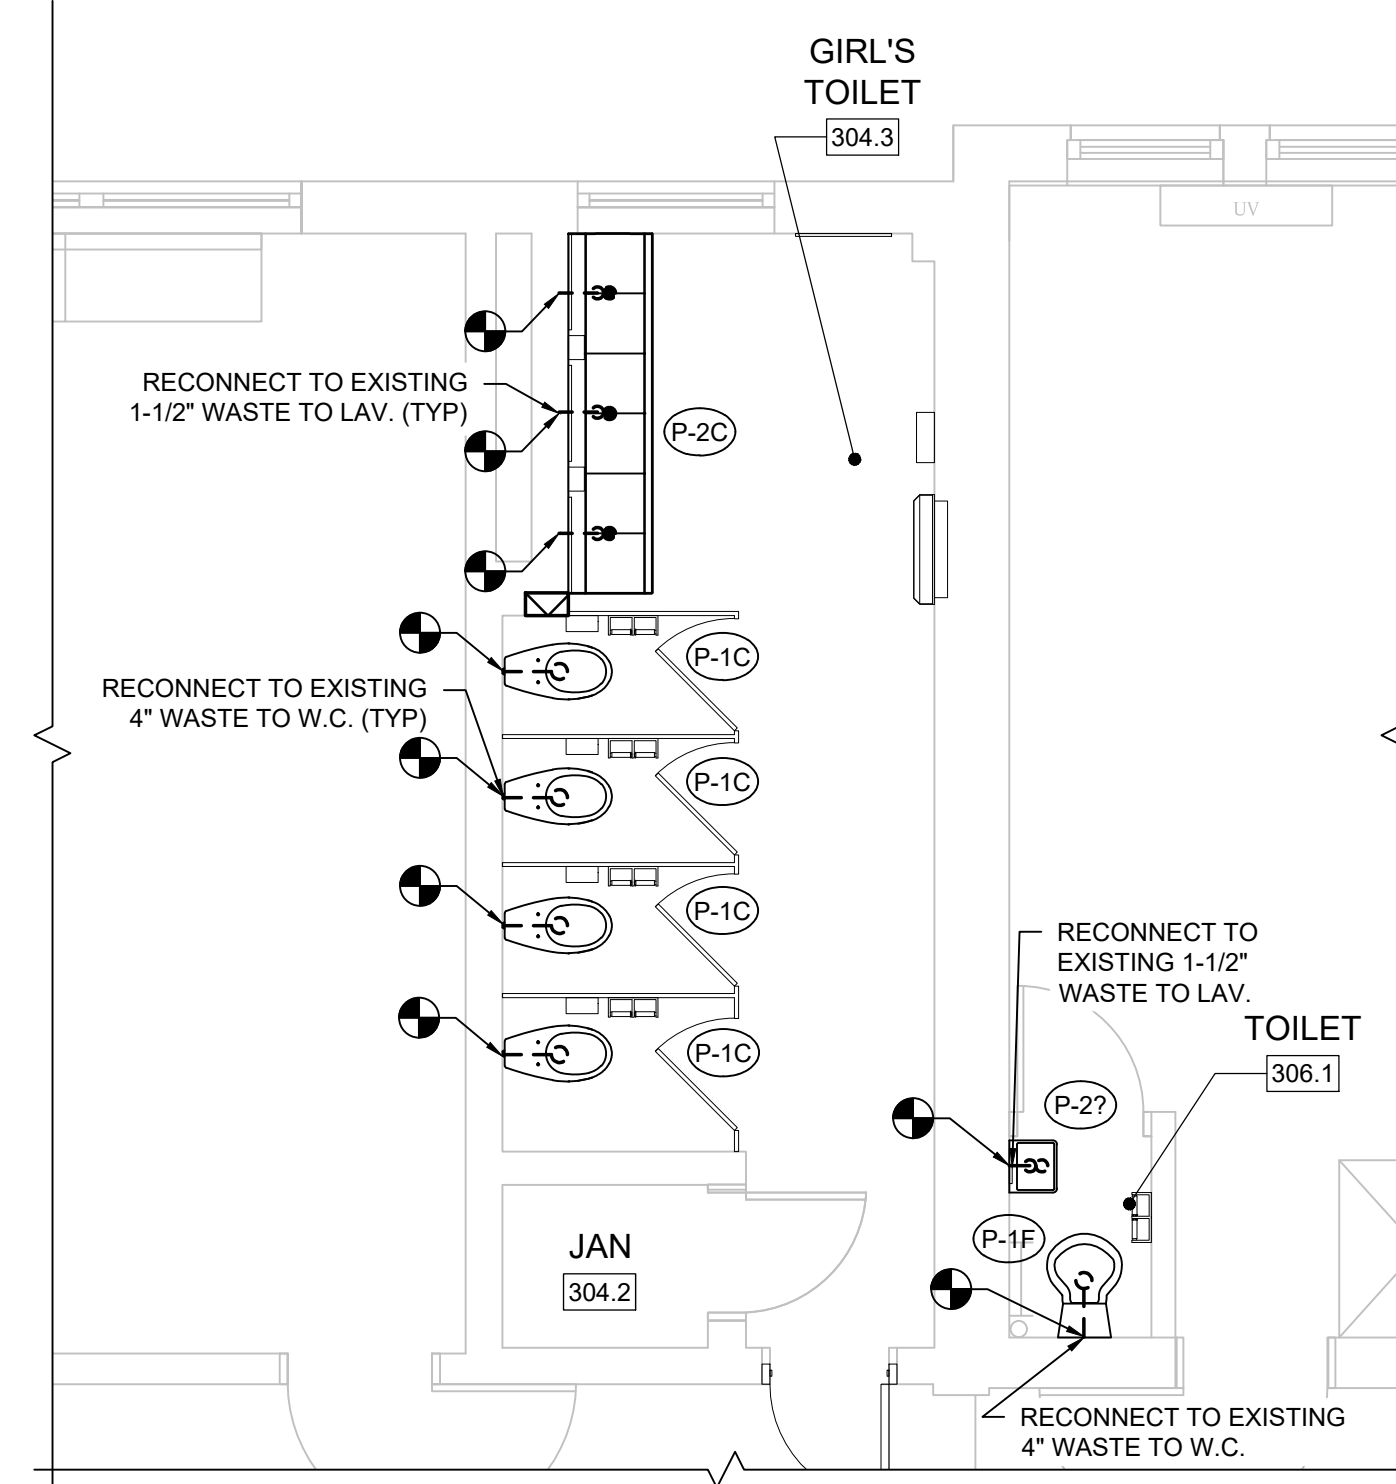 GIRL'S
TOILET
304.3
UV
RECONNECT TO EXISTING
1-1/2" WASTE TO LAV. (TYP)
P-2C
P-1C
RECONNECT TO EXISTING
4" WASTE TO W.C. (TYP)
P-1C
P-1C
RECONNECT TO
EXISTING 1-1/2"
WASTE TO LAV.
TOILET
306.1
P-1C
P-2?
P-1F
JAN
304.2
RECONNECT TO EXISTING
4" WASTE TO W.C.